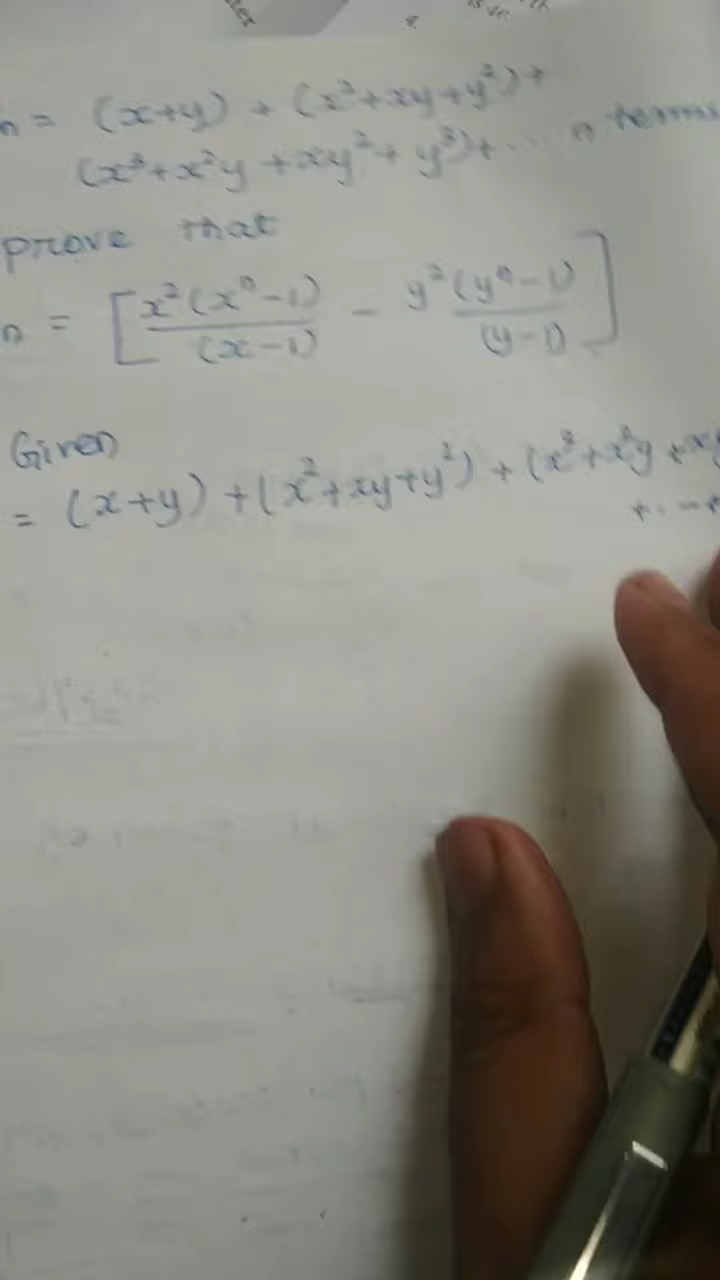 n = (x+y) + (x²+xy+y²)+
(x³+x²y +xy²+ y³)+ ... n terms
prove that
n = [x²(xⁿ-1)/(x-1) - y²(yⁿ-1)/(y-1)]
Given
= (x+y) +(x²+xy+y²) + (x³+x²y +xy
+...+